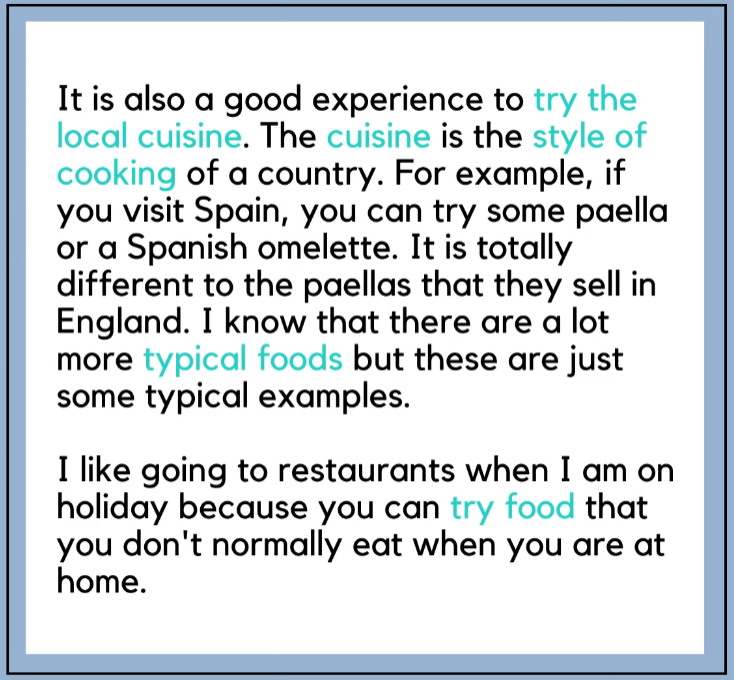 It is also a good experience to try the
local cuisine. The cuisine is the style of
cooking of a country. For example, if
you visit Spain, you can try some paella
or a Spanish omelette. It is totally
different to the paellas that they sell in
England. I know that there are a lot
more typical foods but these are just
some typical examples.
I like going to restaurants when I am on
holiday because you can try food that
you don't normally eat when you are at
home.